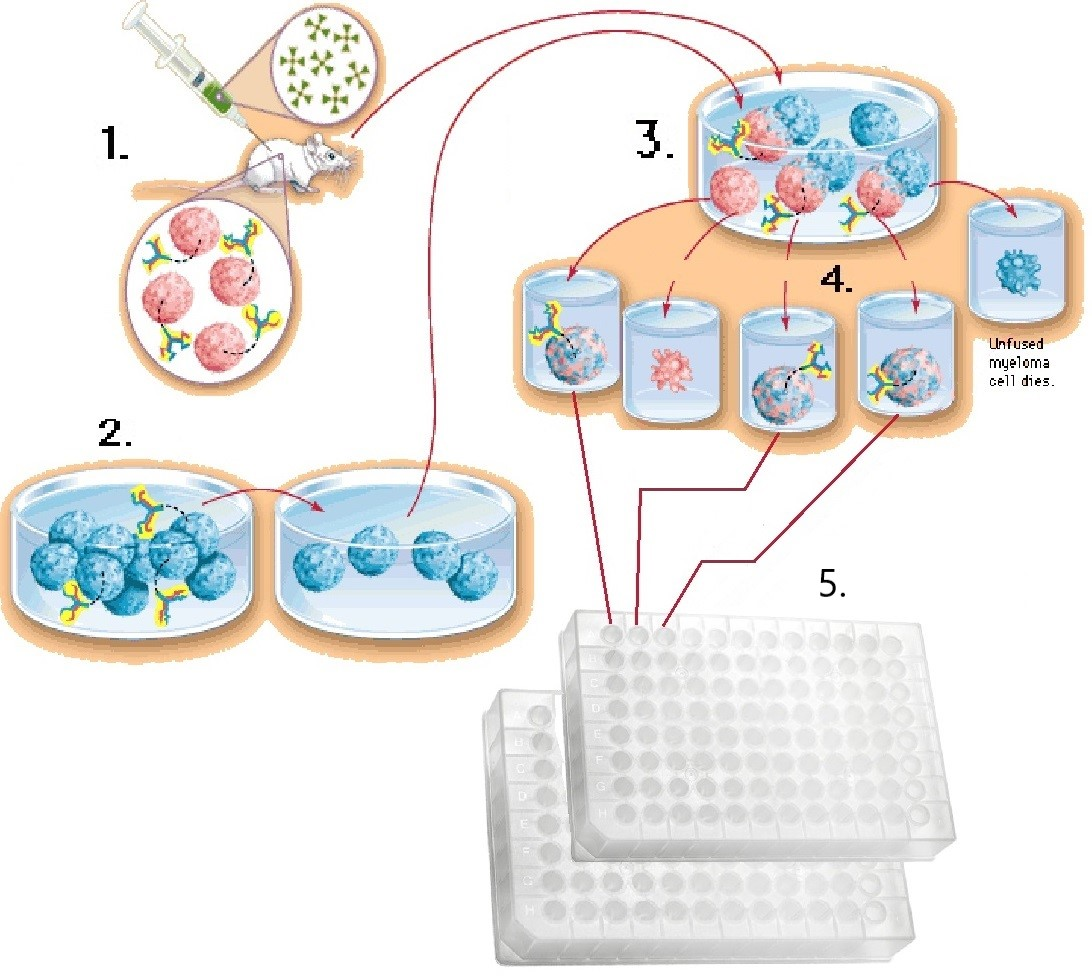 1.
2.
3.
4.
Unfused
myeloma
cell dies.
5.
B
C
D
E
F
G
H
B
C
D
E
F
G
H